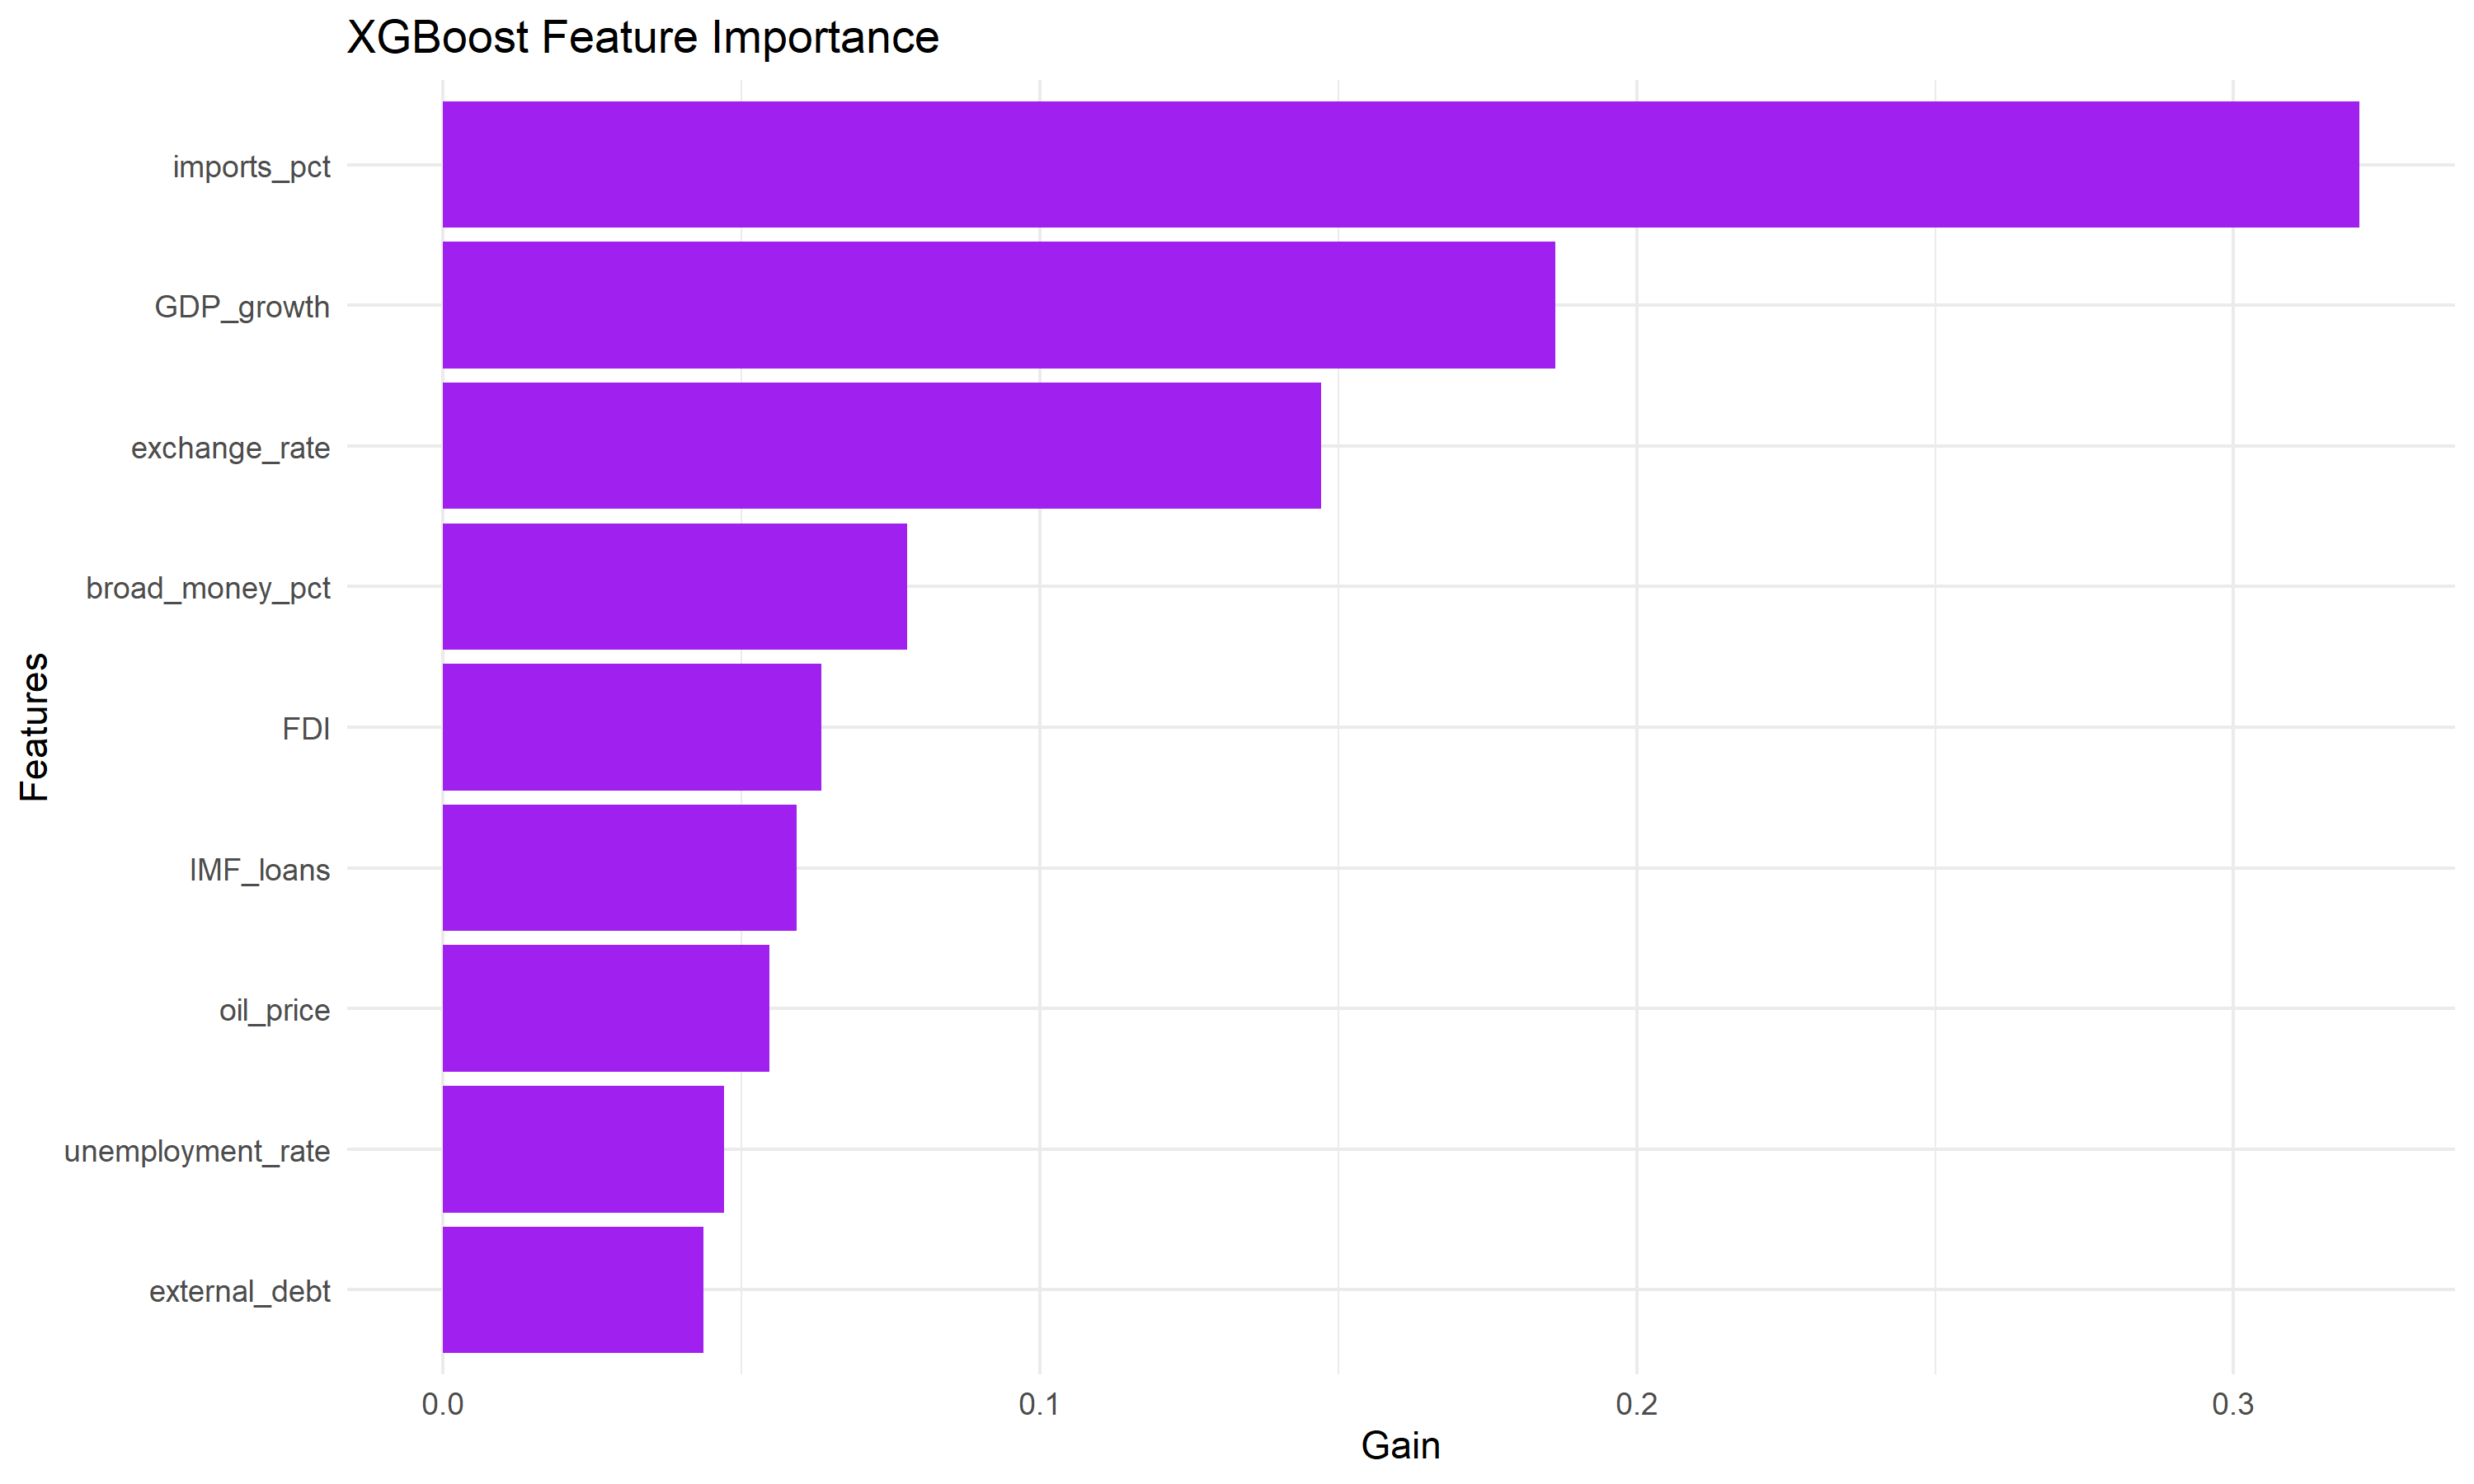 XGBoost Feature Importance
imports_pct
GDP_growth
exchange_rate
broad_money_pct
FDI
IMF_loans
oil_price
unemployment_rate
external_debt
Features
0.0 0.1 0.2 0.3
Gain